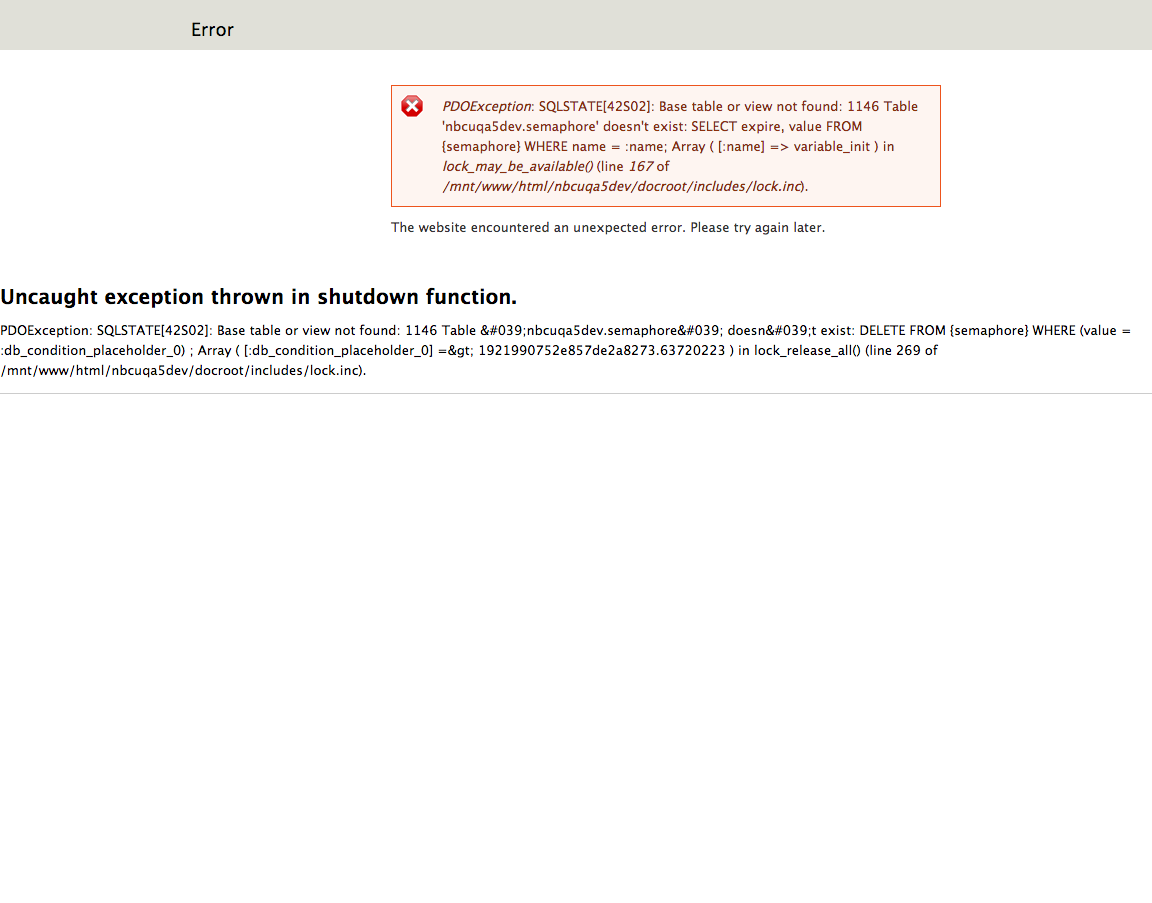 Error
PDOException: SQLSTATE[42S02]: Base table or view not found: 1146 Table
'nbcuqa5dev.semaphore' doesn't exist: SELECT expire, value FROM
{semaphore} WHERE name = :name; Array ( [:name] => variable_init ) in
lock_may_be_available() (line 167 of
/mnt/www/html/nbcuqa5dev/docroot/includes/lock.inc).
The website encountered an unexpected error. Please try again later.
Uncaught exception thrown in shutdown function.
PDOException: SQLSTATE[42S02]: Base table or view not found: 1146 Table &#039;nbcuqa5dev.semaphore&#039; doesn&#039;t exist: DELETE FROM {semaphore} WHERE (value =
:db_condition_placeholder_0) ; Array ( [:db_condition_placeholder_0] =&gt; 1921990752e857de2a8273.63720223 ) in lock_release_all() (line 269 of
/mnt/www/html/nbcuqa5dev/docroot/includes/lock.inc).